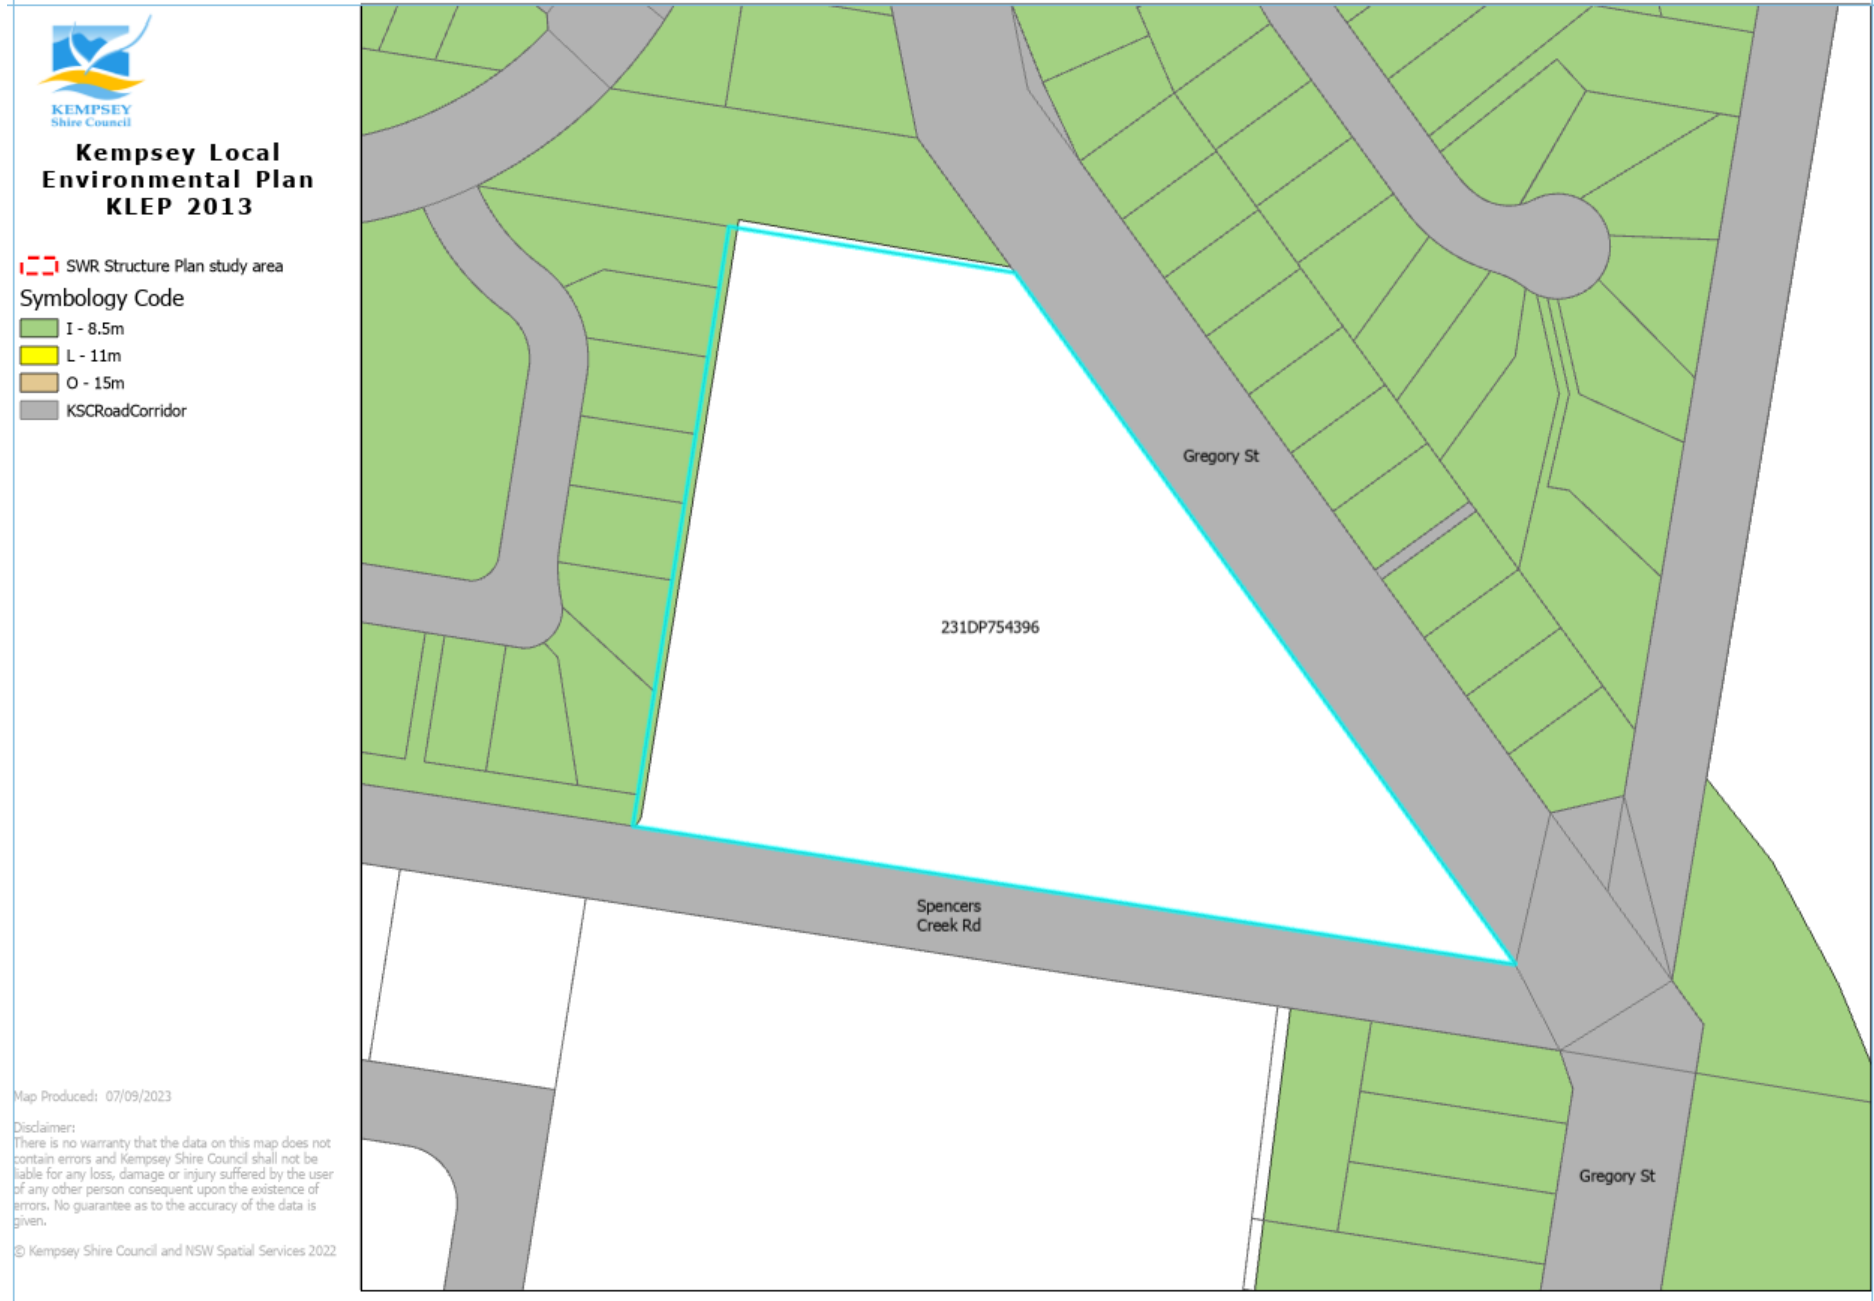 KEMPSEY
Shire Council
Kempsey Local
Environmental Plan
KLEP 2013
SWR Structure Plan study area
Symbology Code
I - 8.5m
L - 11m
O - 15m
KSCRoadCorridor
Map Produced: 07/09/2023
Disclaimer:
There is no warranty that the data on this map does not
contain errors and Kempsey Shire Council shall not be
liable for any loss, damage or injury suffered by the user
of any other person consequent upon the existence of
errors. No guarantee as to the accuracy of the data is
given.
© Kempsey Shire Council and NSW Spatial Services 2022
Gregory St
231DP754396
Spencers
Creek Rd
Gregory St